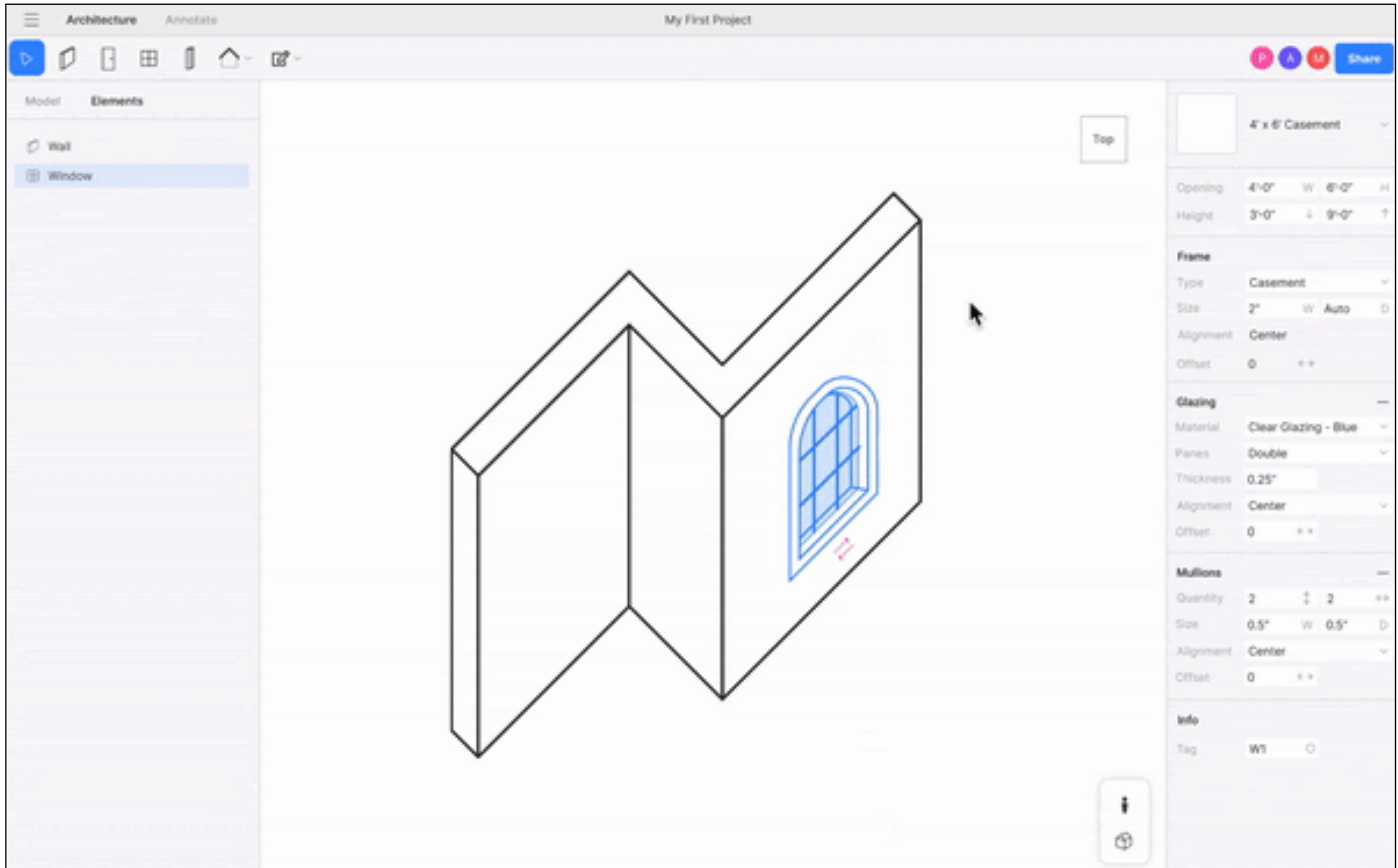 Architecture Annotate My First Project
P A M Share
Model Elements
Wall
Window
Top
4' x 6' Casement
Opening 4'-0" W 6'-0" H
Height 3'-0" ↓ 9'-0" ↑
Frame
Type Casement
Size 2" W Auto D
Alignment Center
Offset 0
Glazing
Material Clear Glazing - Blue
Panes Double
Thickness 0.25"
Alignment Center
Offset 0
Mullions
Quantity 2 2
Size 0.5" W 0.5" D
Alignment Center
Offset 0
Info
Tag W1